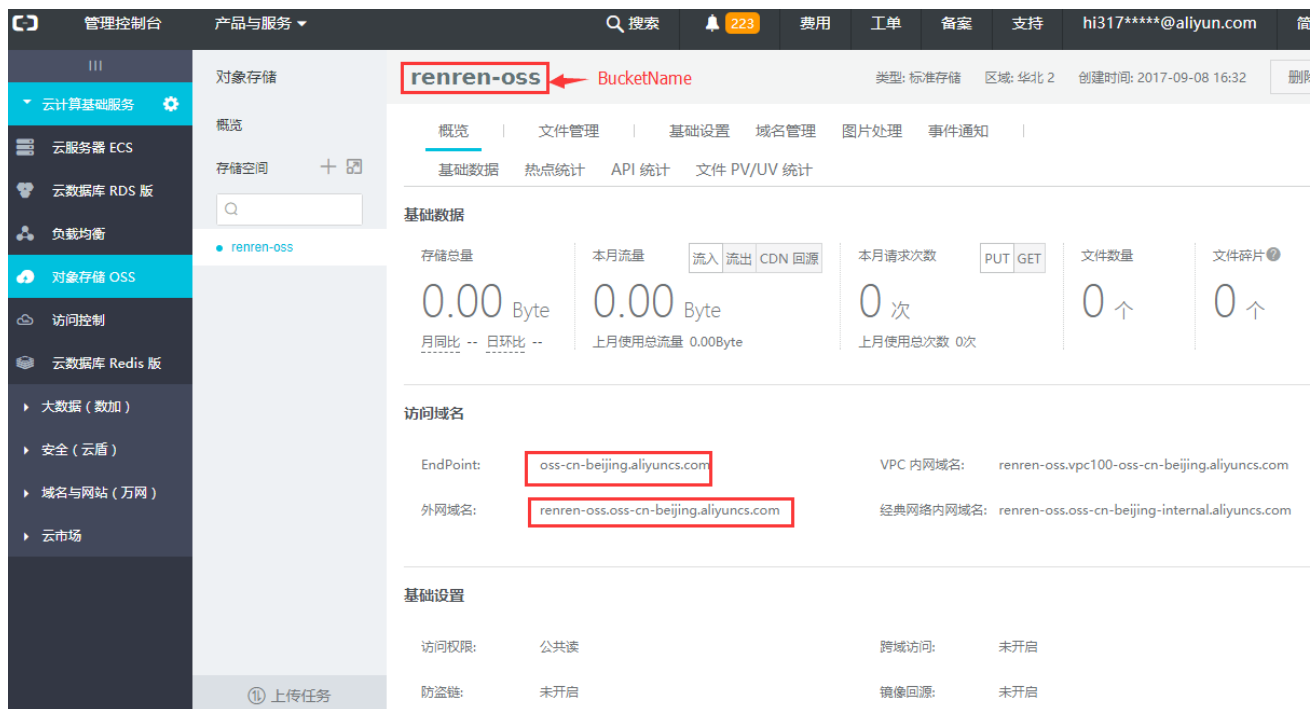 管理控制台 产品与服务 搜索 223 费用 工单 备案 支持 hi317*****@aliyun.com 简
云计算基础服务
云服务器 ECS
云数据库 RDS 版
负载均衡
对象存储 OSS
访问控制
云数据库 Redis 版
大数据（数加）
安全（云盾）
域名与网站（万网）
云市场
对象存储
概览
存储空间
renren-oss
上传任务
renren-oss BucketName 类型: 标准存储 区域: 华北 2 创建时间: 2017-09-08 16:32 删除
概览 文件管理 基础设置 域名管理 图片处理 事件通知
基础数据 热点统计 API 统计 文件 PV/UV 统计
基础数据
存储总量 本月流量 流入 流出 CDN 回源 本月请求次数 PUT GET 文件数量 文件碎片
0.00 Byte 0.00 Byte 0 次 0 个 0 个
月同比 -- 日环比 -- 上月使用总流量 0.00Byte 上月使用总次数 0次
访问域名
EndPoint: oss-cn-beijing.aliyuncs.com VPC 内网域名: renren-oss.vpc100-oss-cn-beijing.aliyuncs.com
外网域名: renren-oss.oss-cn-beijing.aliyuncs.com 经典网络内网域名: renren-oss.oss-cn-beijing-internal.aliyuncs.com
基础设置
访问权限: 公共读 跨域访问: 未开启
防盗链: 未开启 镜像回源: 未开启